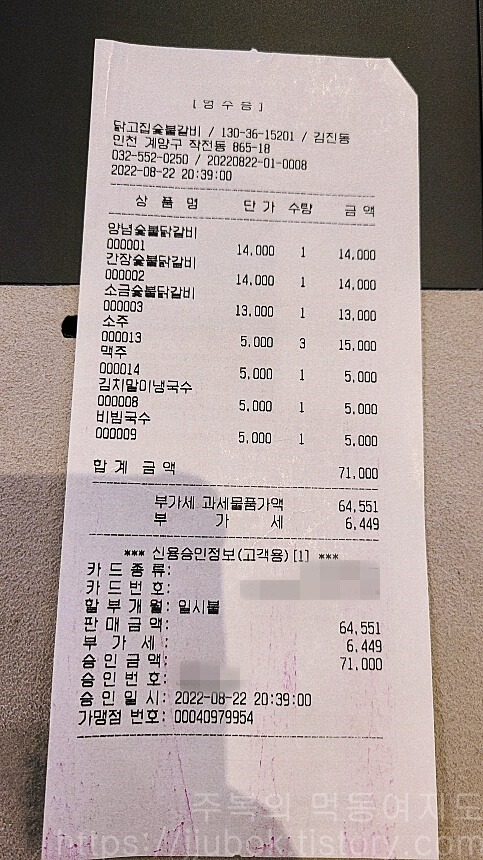 [ 영 수 증 ]
닭고집숯불갈비 / 130-36-15201 / 김진동
인천 계양구 작전동 865-18
032-552-0250 / 20220822-01-0008
2022-08-22 20:39:00
상 품 명 단 가 수량 금 액
양념숯불닭갈비
000001 14,000 1 14,000
간장숯불닭갈비
000002 14,000 1 14,000
소금숯불닭갈비
000003 13,000 1 13,000
소주
000013 5,000 3 15,000
맥주
000014 5,000 1 5,000
김치말이냉국수
000008 5,000 1 5,000
비빔국수
000009 5,000 1 5,000
합 계 금 액 71,000
부가세 과세물품가액 64,551
부 가 세 6,449
*** 신용승인정보(고객용)[1] ***
카 드 종 류:
카 드 번 호:
할 부 개 월: 일시불
판 매 금 액: 64,551
부 가 세 : 6,449
승 인 금 액: 71,000
승 인 번 호:
승 인 일 시: 2022-08-22 20:39:00
가맹점 번호: 00040979954
주복의 먹동여지도
https://jjubok.tistory.com